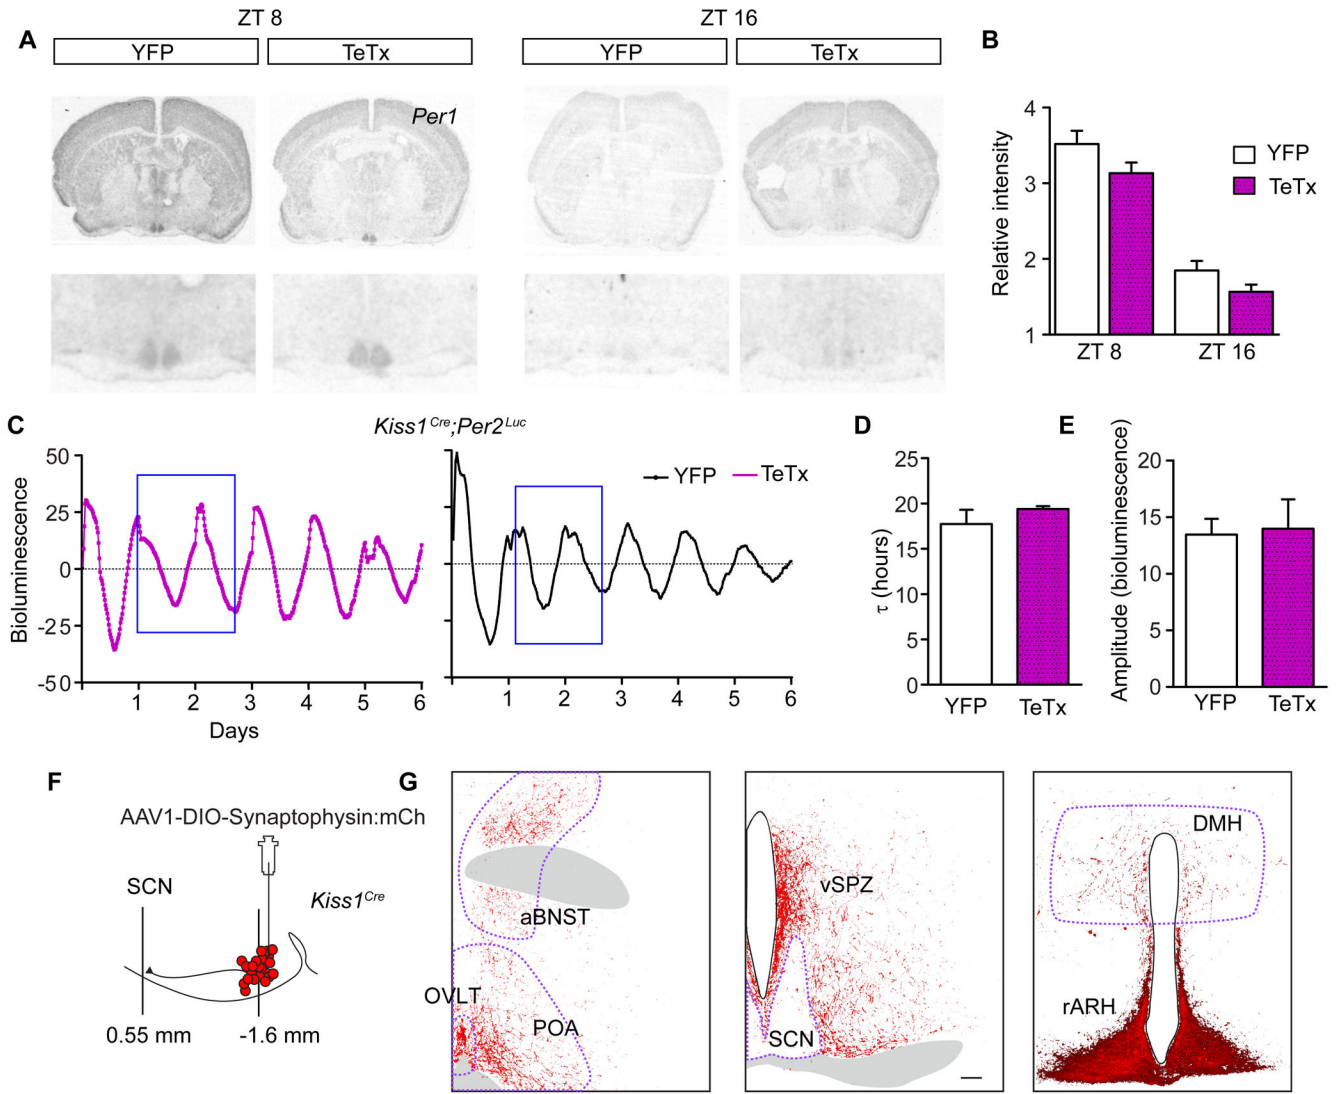 ZT 8
ZT 16
A
YFP
TeTx
YFP
TeTx
Per1
B
4
3
2
1
Relative intensity
YFP
TeTx
ZT 8
ZT 16
C
Kiss1Cre;Per2Luc
50
25
0
-25
-50
Bioluminescence
YFP
TeTx
1 2 3 4 5 6
Days
1 2 3 4 5 6
D
25
20
15
10
5
0
τ (hours)
YFP
TeTx
E
20
15
10
5
0
Amplitude (bioluminescence)
YFP
TeTx
F
AAV1-DIO-Synaptophysin:mCh
SCN
Kiss1Cre
0.55 mm
-1.6 mm
G
aBNST
OVLT
POA
vSPZ
SCN
DMH
rARH